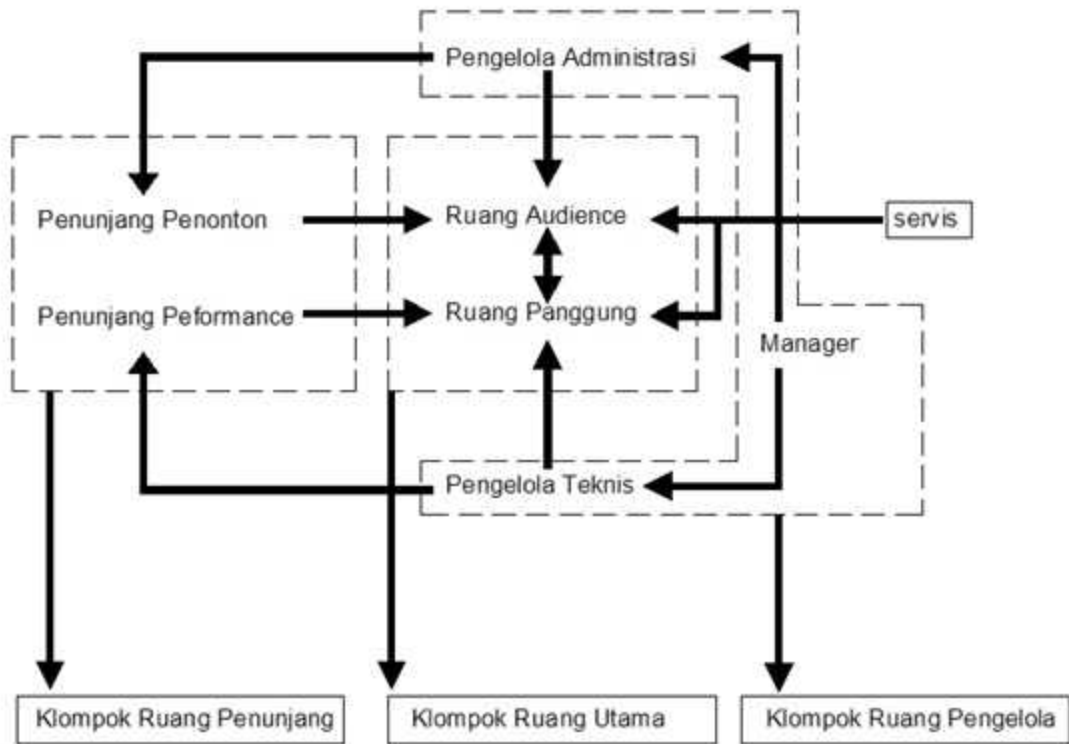 Pengelola Administrasi
Penunjang Penonton
Ruang Audience
servis
Penunjang Peformance
Ruang Panggung
Manager
Pengelola Teknis
Klompok Ruang Penunjang
Klompok Ruang Utama
Klompok Ruang Pengelola